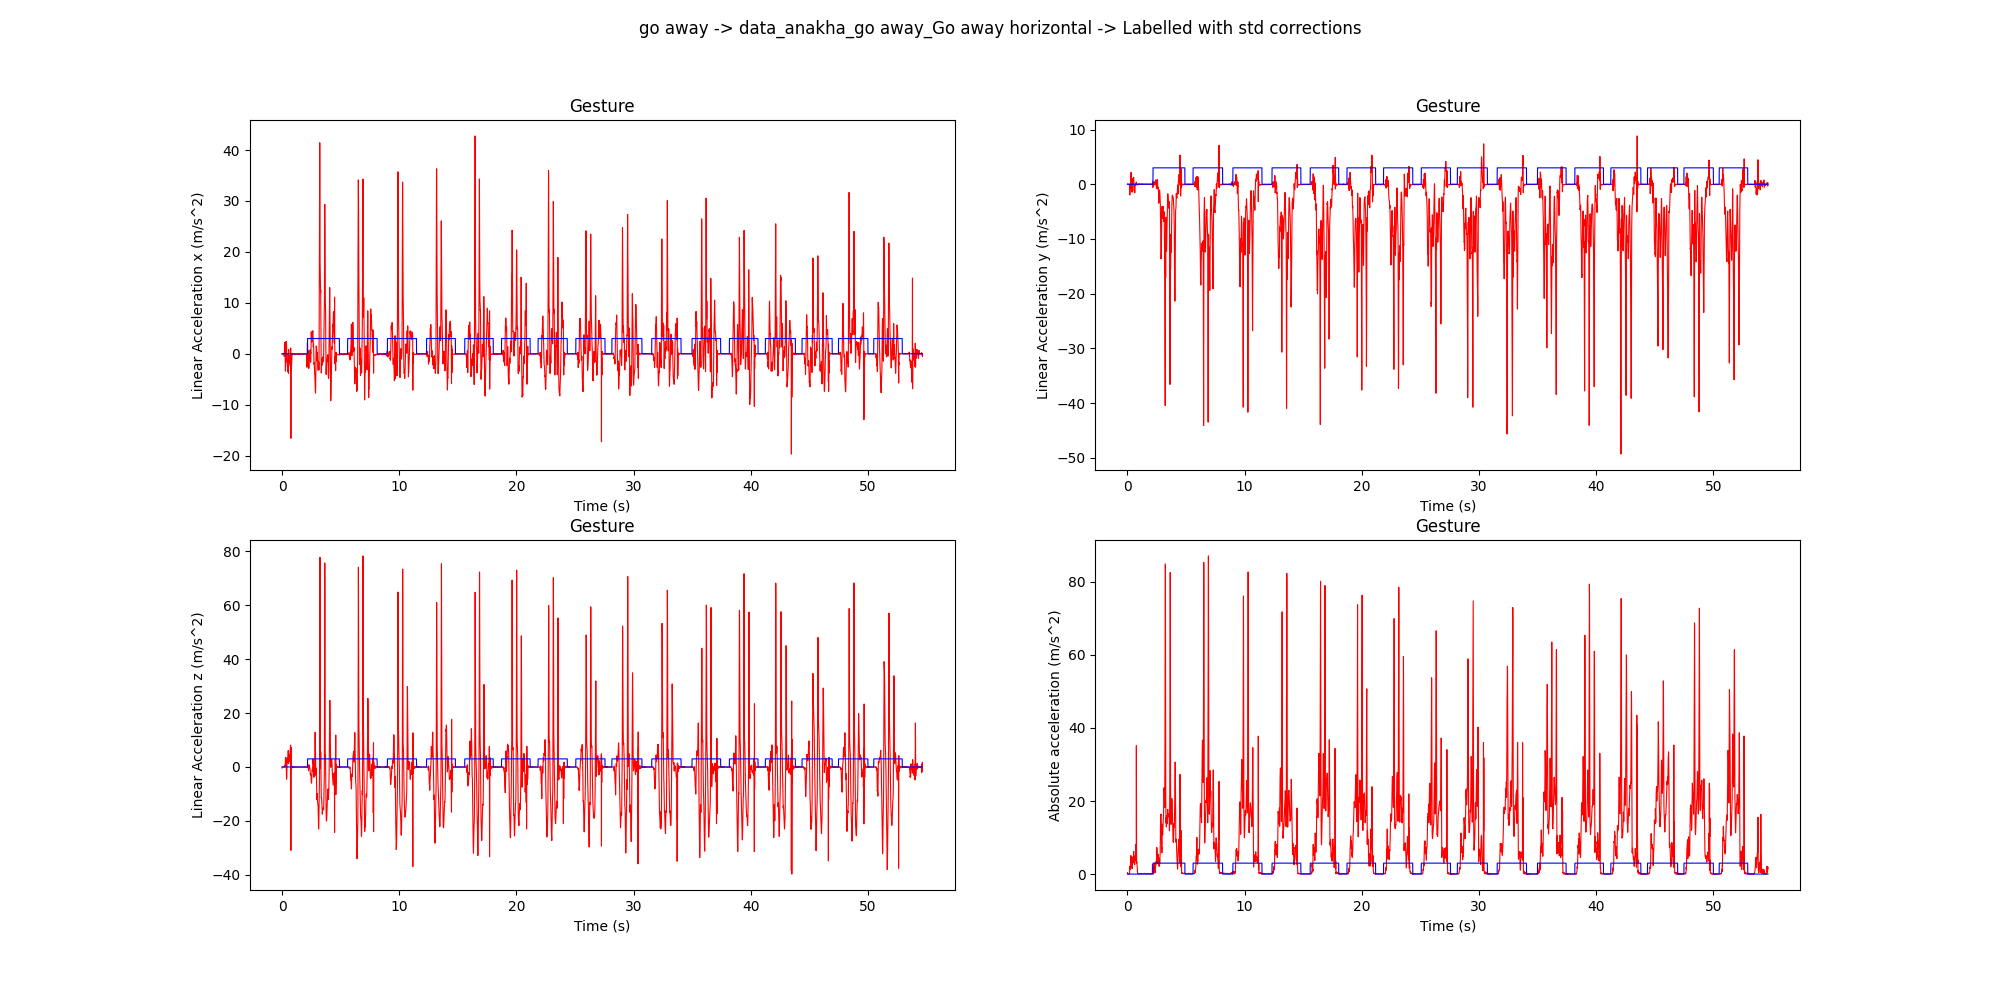 go away -> data_anakha_go away_Go away horizontal -> Labelled with std corrections
Gesture
Linear Acceleration x (m/s^2)
40
30
20
10
0
−10
−20
0 10 20 30 40 50
Time (s)
Gesture
Linear Acceleration y (m/s^2)
10
0
−10
−20
−30
−40
−50
0 10 20 30 40 50
Time (s)
Gesture
Linear Acceleration z (m/s^2)
80
60
40
20
0
−20
−40
0 10 20 30 40 50
Time (s)
Gesture
Absolute acceleration (m/s^2)
80
60
40
20
0
0 10 20 30 40 50
Time (s)